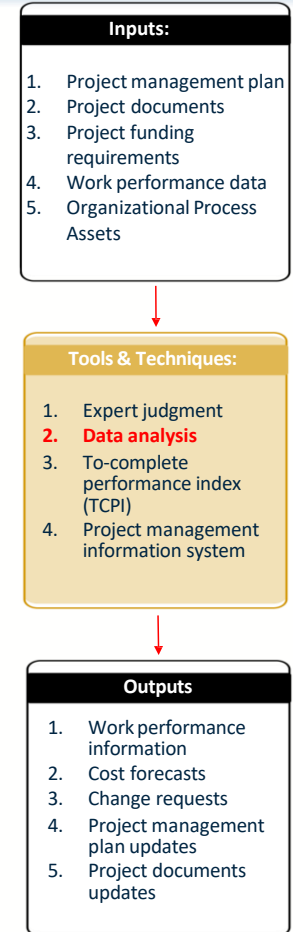 Inputs:
1. Project management plan
2. Project documents
3. Project funding
requirements
4. Work performance data
5. Organizational Process
Assets
Tools & Techniques:
1. Expert judgment
2. Data analysis
3. To-complete
performance index
(TCPI)
4. Project management
information system
Outputs
1. Work performance
information
2. Cost forecasts
3. Change requests
4. Project management
plan updates
5. Project documents
updates